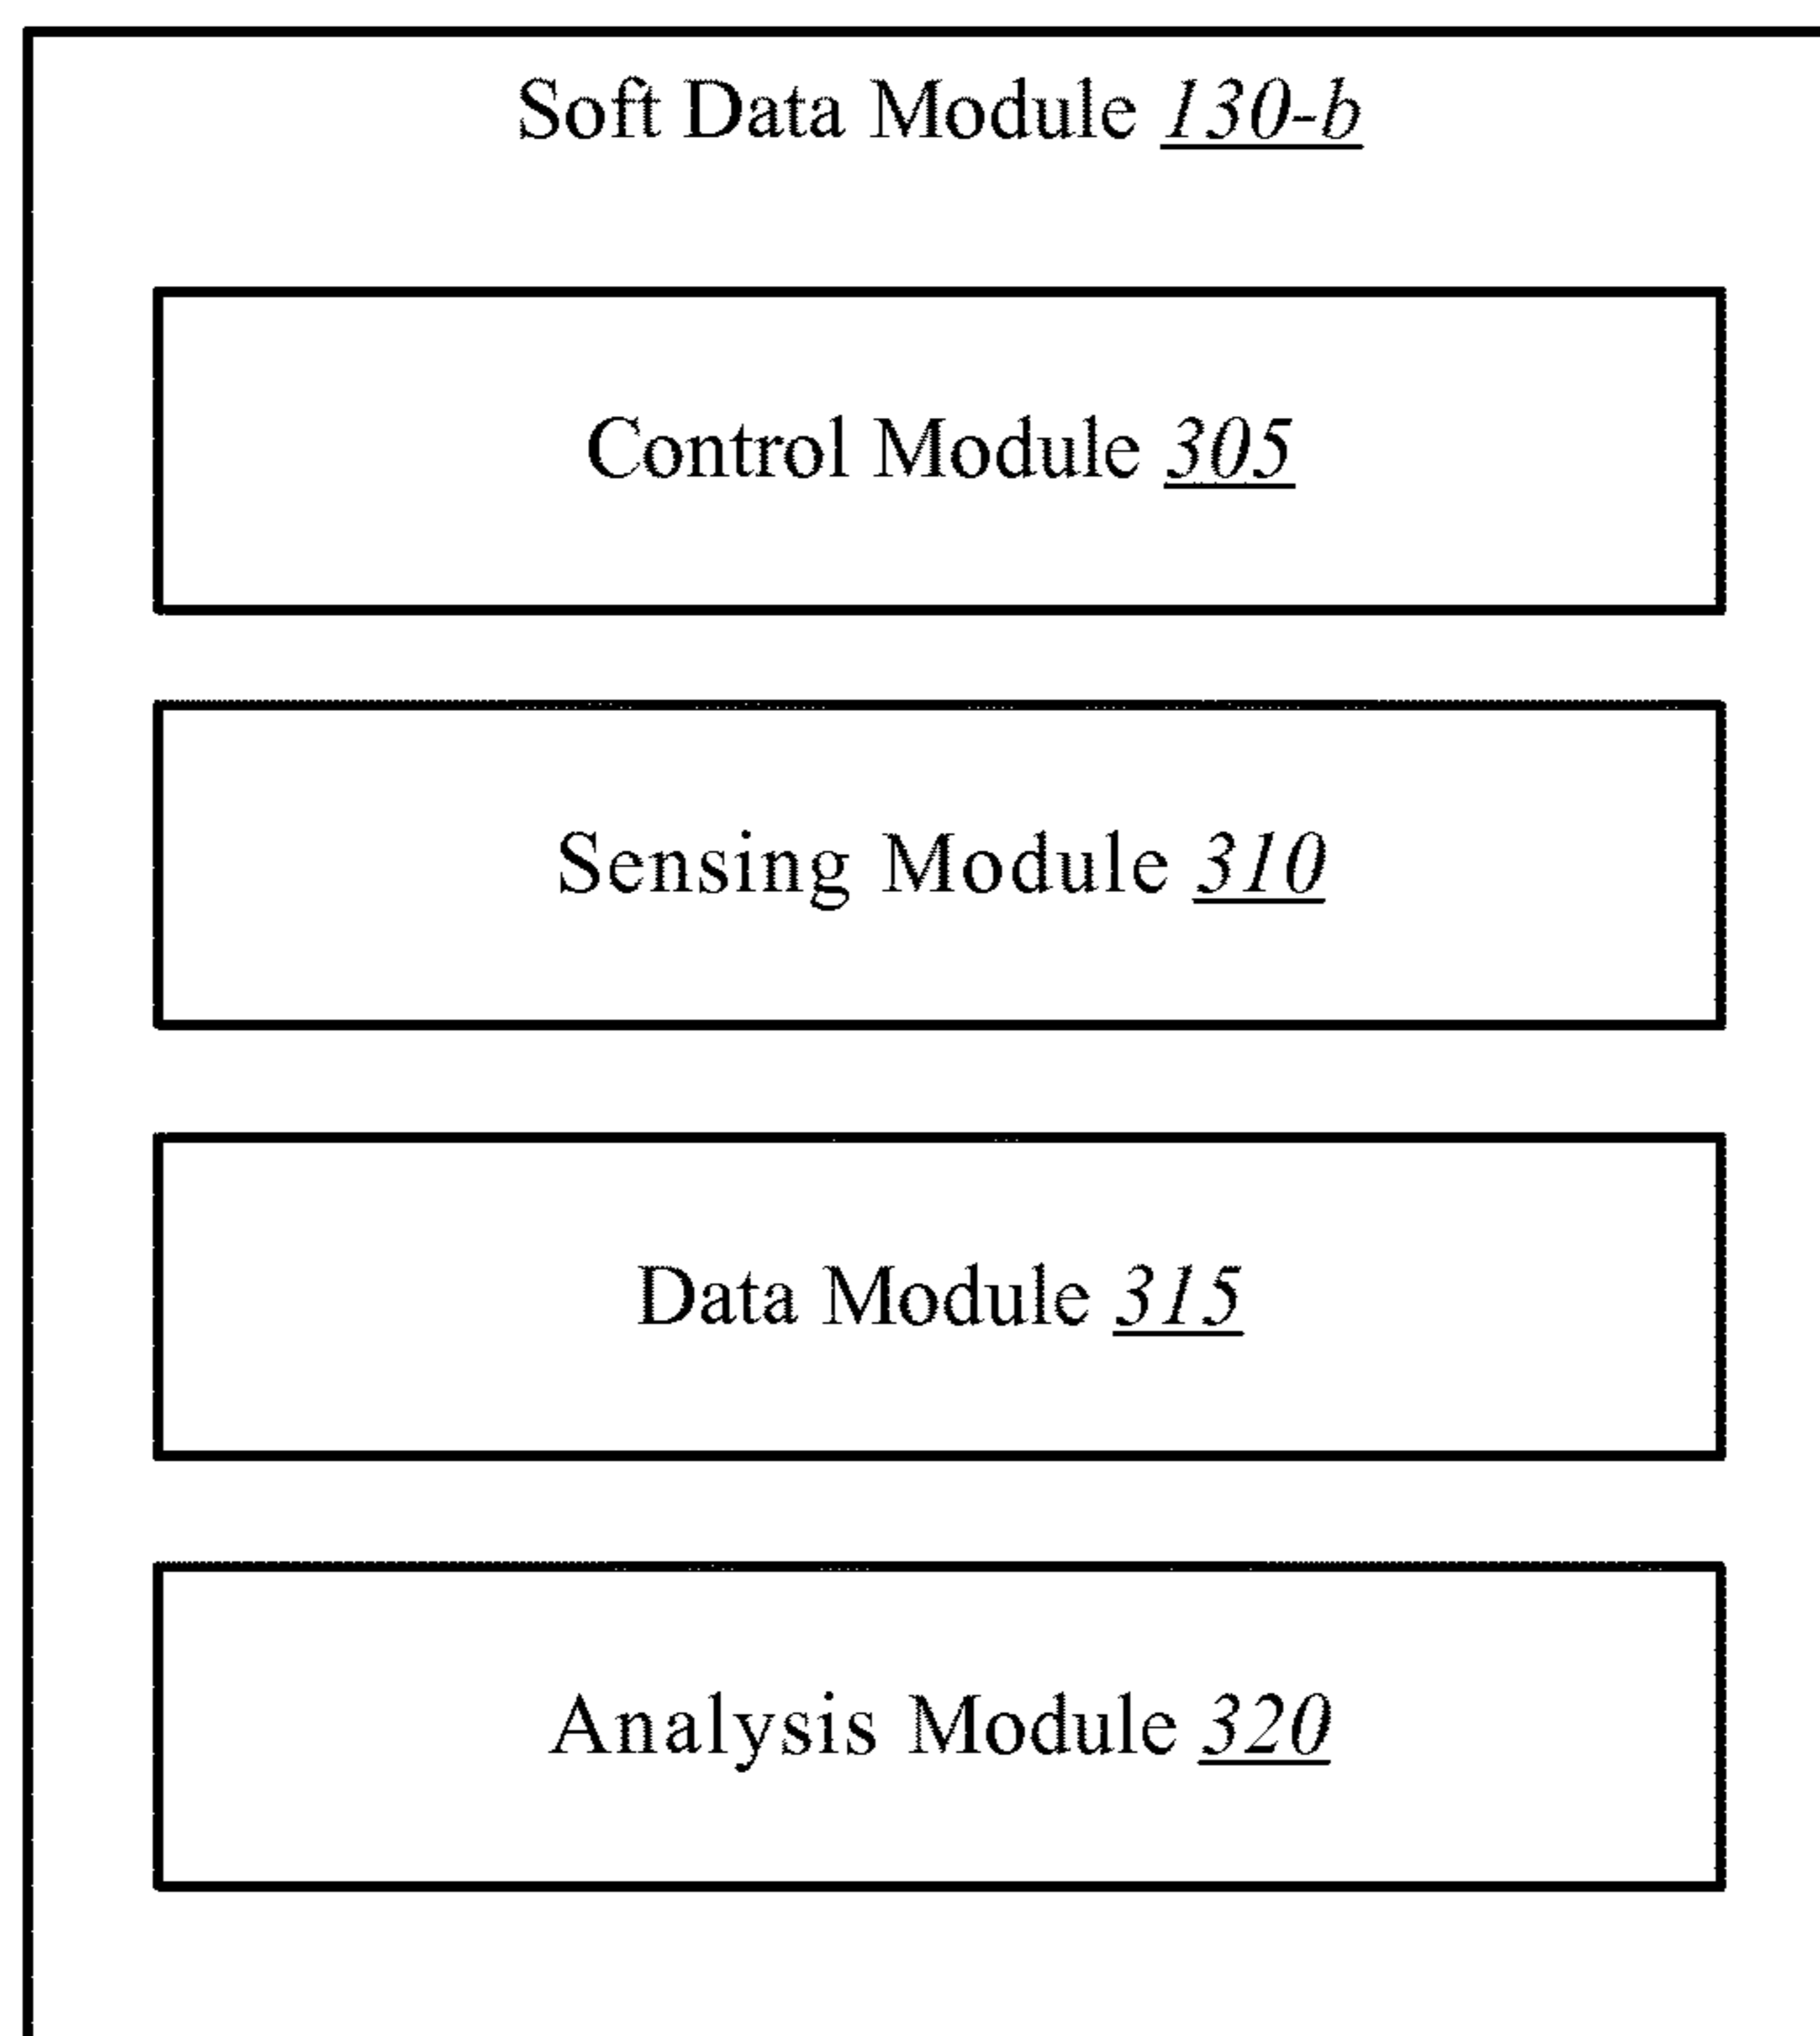 Soft Data Module 130-b
Control Module 305
Sensing Module 310
Data Module 315
Analysis Module 320